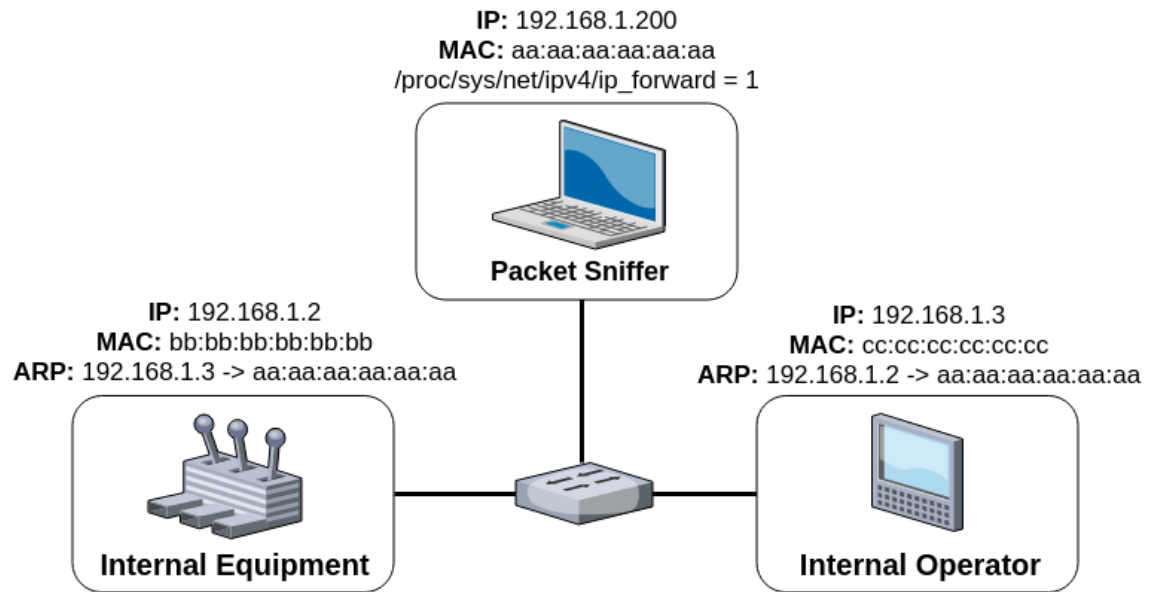 IP: 192.168.1.200
MAC: aa:aa:aa:aa:aa:aa
/proc/sys/net/ipv4/ip_forward = 1
Packet Sniffer
IP: 192.168.1.2
MAC: bb:bb:bb:bb:bb:bb
ARP: 192.168.1.3 -> aa:aa:aa:aa:aa:aa
Internal Equipment
IP: 192.168.1.3
MAC: cc:cc:cc:cc:cc:cc
ARP: 192.168.1.2 -> aa:aa:aa:aa:aa:aa
Internal Operator